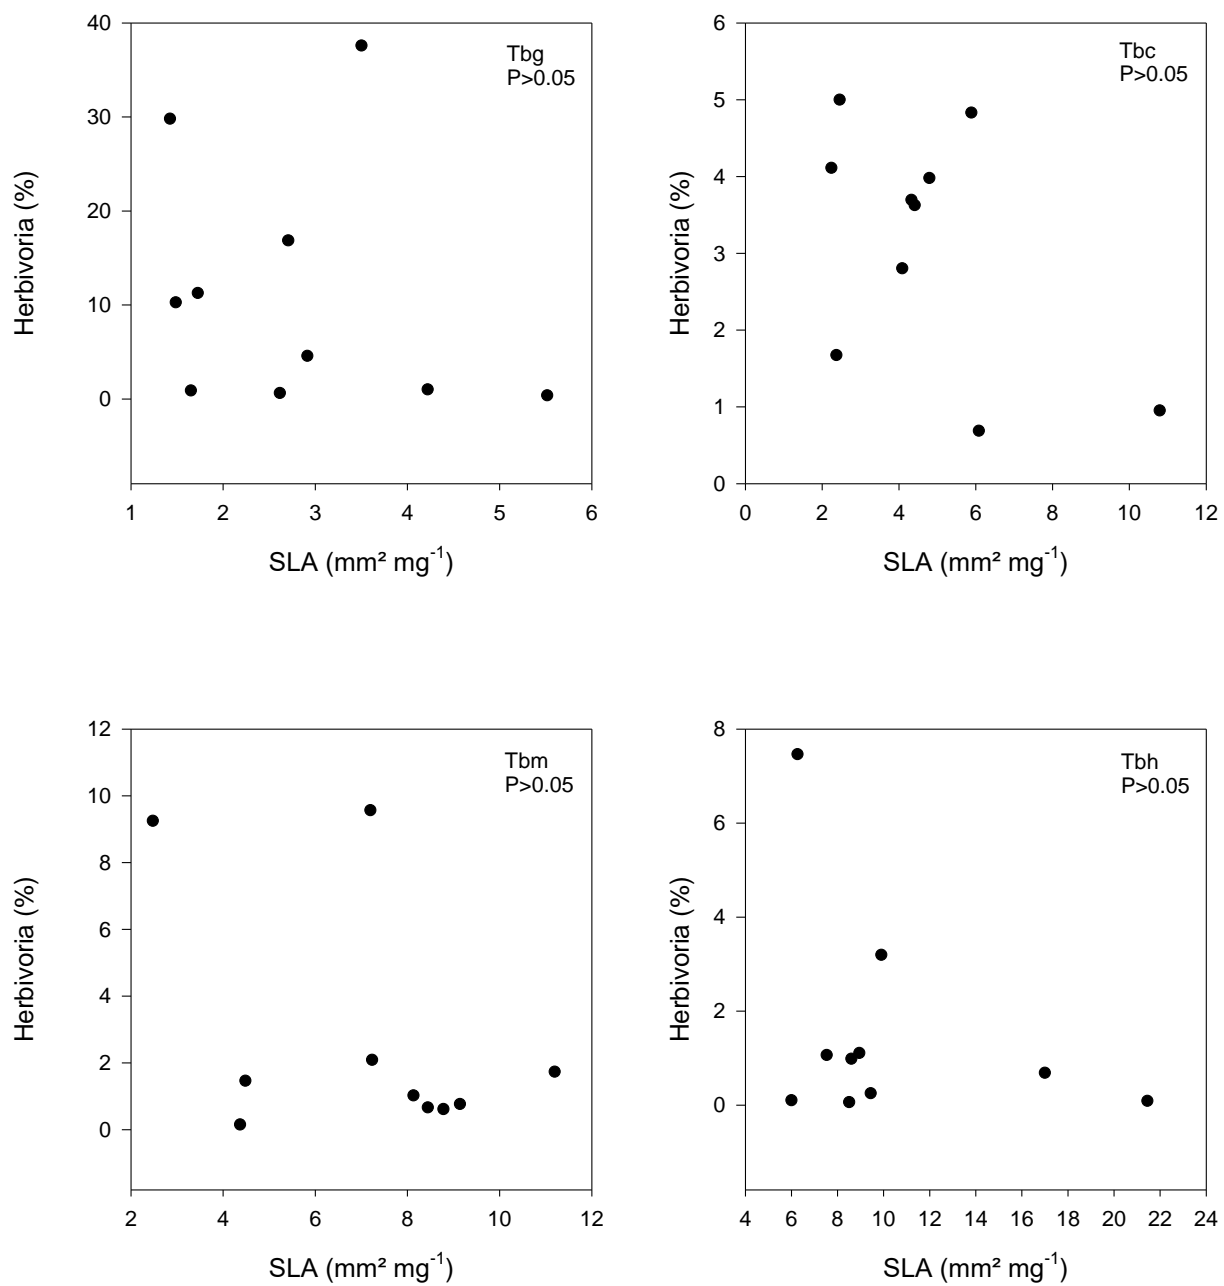 Tbg
P>0.05
40
30
20
10
0
Herbivoria (%)
1 2 3 4 5 6
SLA (mm² mg⁻¹)
Tbc
P>0.05
6
5
4
3
2
1
0
Herbivoria (%)
0 2 4 6 8 10 12
SLA (mm² mg⁻¹)
Tbm
P>0.05
12
10
8
6
4
2
0
Herbivoria (%)
2 4 6 8 10 12
SLA (mm² mg⁻¹)
Tbh
P>0.05
8
6
4
2
0
Herbivoria (%)
4 6 8 10 12 14 16 18 20 22 24
SLA (mm² mg⁻¹)